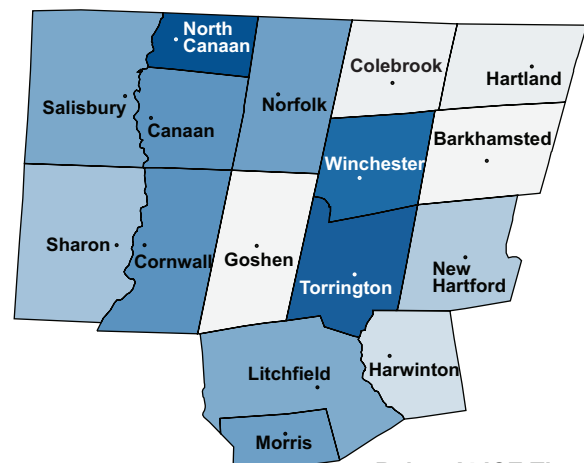 North
Canaan
Colebrook
Hartland
Salisbury
Norfolk
Canaan
Barkhamsted
Winchester
Sharon
Cornwall
Goshen
Torrington
New
Hartford
Litchfield
Harwinton
Morris